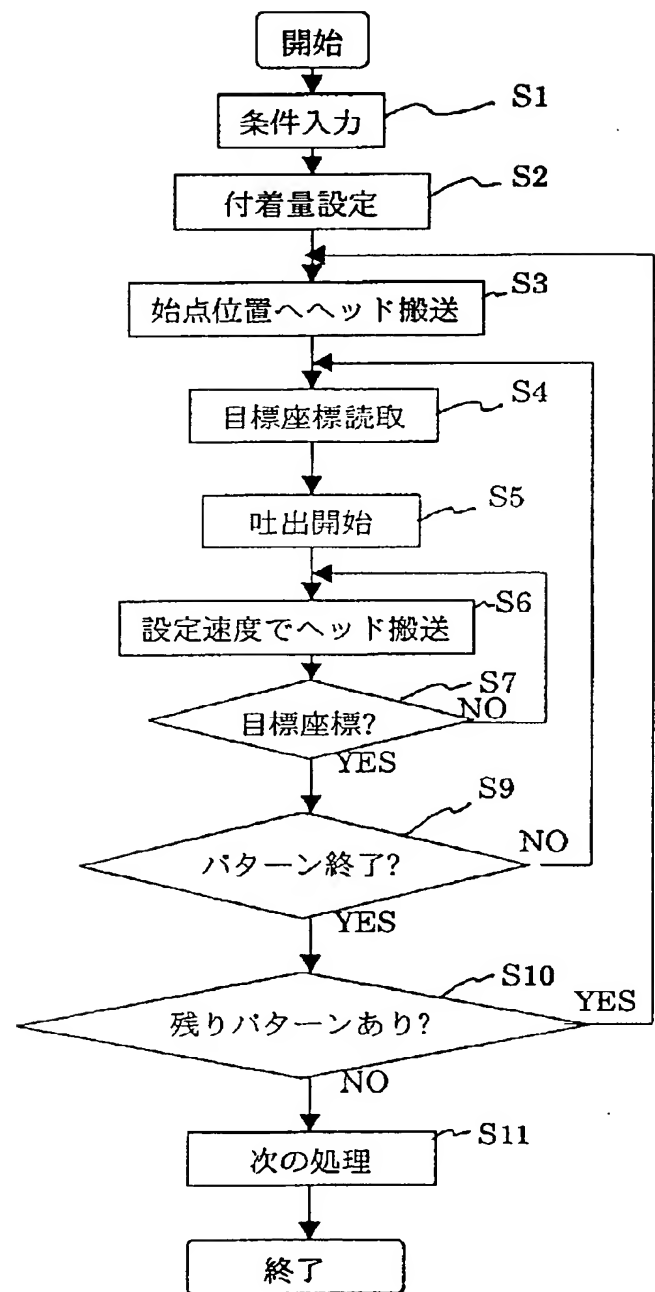 開始
条件入力
S1
付着量設定
S2
始点位置へヘッド搬送
S3
目標座標読取
S4
吐出開始
S5
設定速度でヘッド搬送
S6
目標座標?
S7
NO
YES
パターン終了?
S9
NO
YES
残りパターンあり?
S10
YES
NO
次の処理
S11
終了